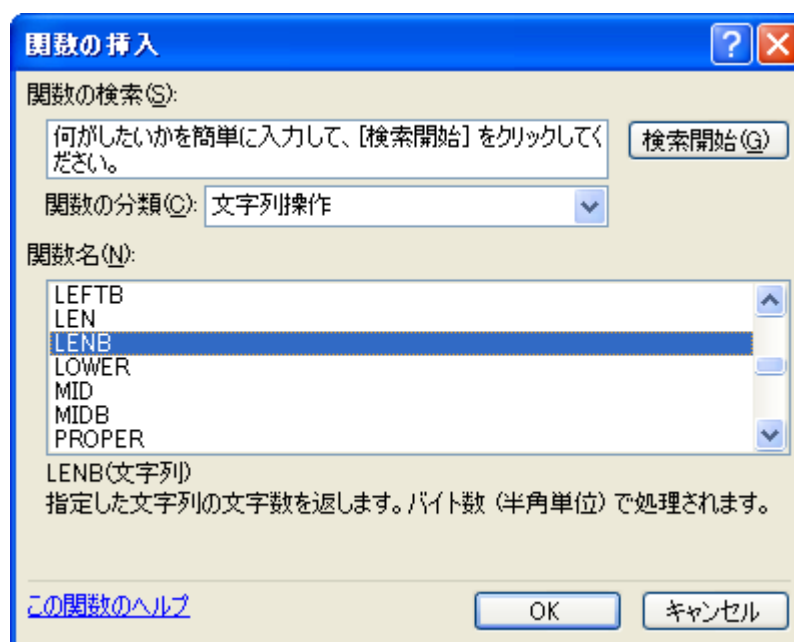 関数の挿入
関数の検索(S):
何がしたいかを簡単に入力して、[検索開始] をクリックしてく
ださい。
検索開始(G)
関数の分類(C): 文字列操作
関数名(N):
LEFTB
LEN
LENB
LOWER
MID
MIDB
PROPER
LENB(文字列)
指定した文字列の文字数を返します。バイト数 (半角単位) で処理されます。
この関数のヘルプ
OK
キャンセル